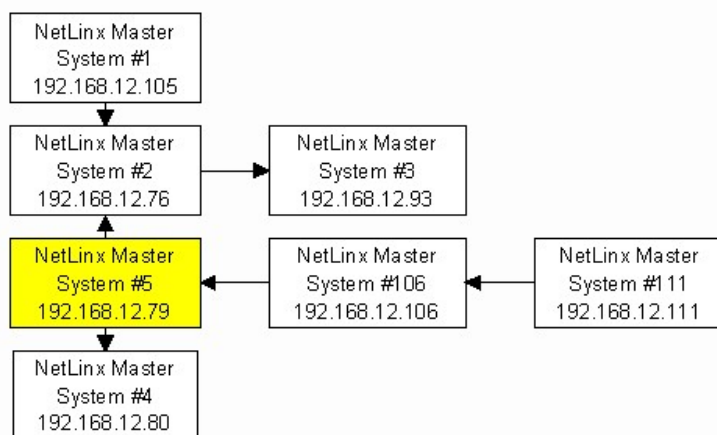 NetLinx Master
System #1
192.168.12.105
NetLinx Master
System #2
192.168.12.76
NetLinx Master
System #3
192.168.12.93
NetLinx Master
System #5
192.168.12.79
NetLinx Master
System #106
192.168.12.106
NetLinx Master
System #111
192.168.12.111
NetLinx Master
System #4
192.168.12.80